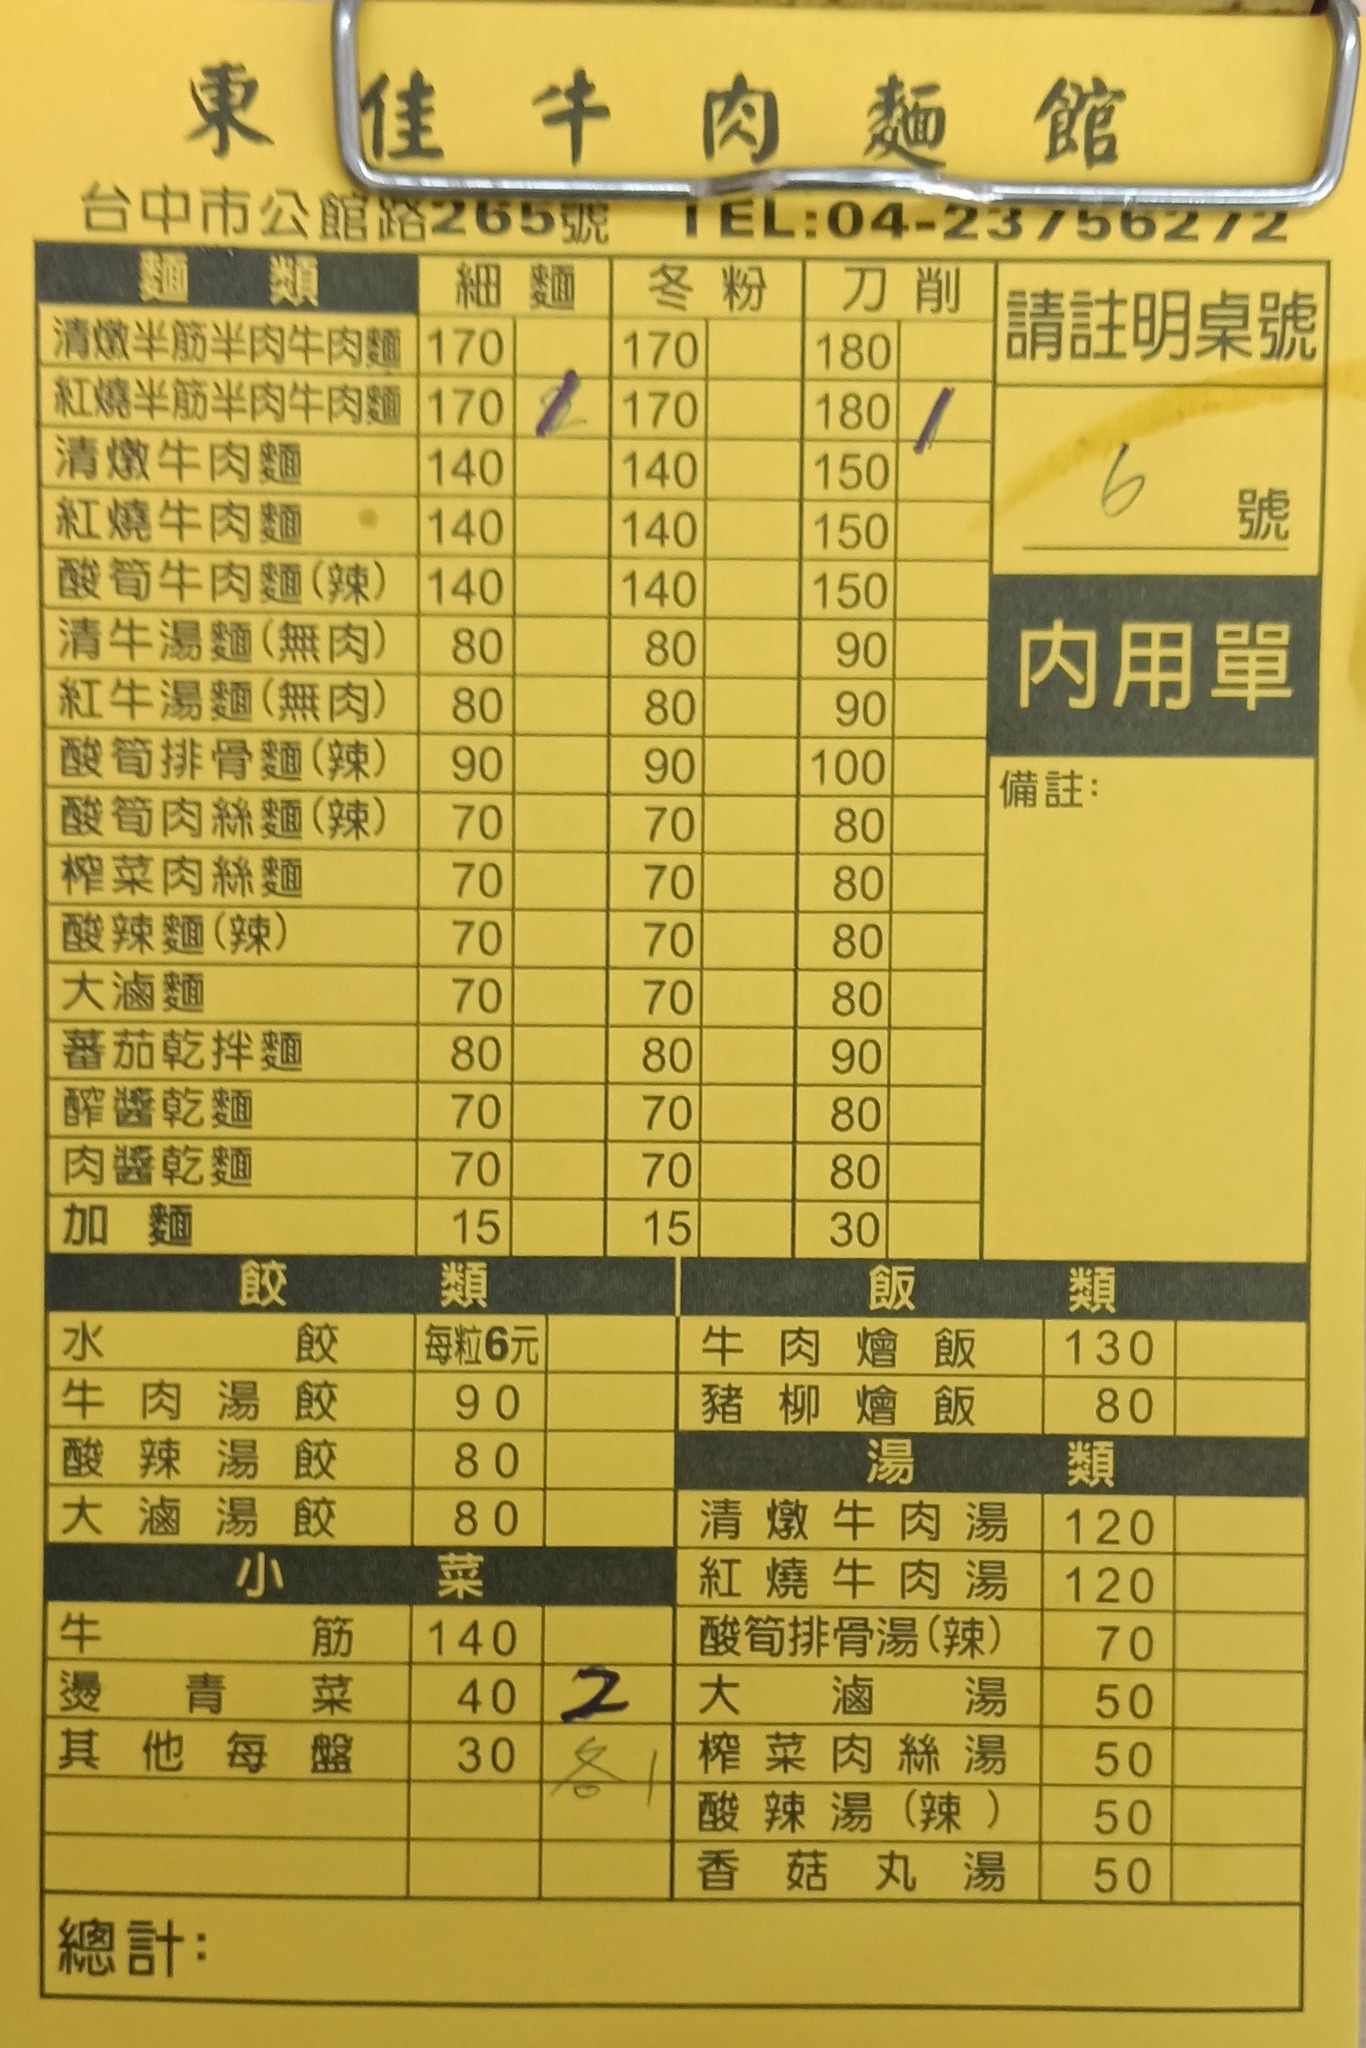 東佳牛肉麵館
台中市公館路265號 TEL:04-23756272
麵類 細麵 冬粉 刀削 請註明桌號
清燉半筋半肉牛肉麵 170 170 180
紅燒半筋半肉牛肉麵 170 1 170 180 1
清燉牛肉麵 140 140 150
紅燒牛肉麵 140 140 150
6 號
酸筍牛肉麵(辣) 140 140 150
清牛湯麵(無肉) 80 80 90
內用單
紅牛湯麵(無肉) 80 80 90
酸筍排骨麵(辣) 90 90 100
備註:
酸筍肉絲麵(辣) 70 70 80
榨菜肉絲麵 70 70 80
酸辣麵(辣) 70 70 80
大滷麵 70 70 80
蕃茄乾拌麵 80 80 90
醡醬乾麵 70 70 80
肉醬乾麵 70 70 80
加麵 15 15 30
餃類 飯類
水餃 每粒6元 牛肉燴飯 130
牛肉湯餃 90 豬柳燴飯 80
酸辣湯餃 80 湯類
大滷湯餃 80 清燉牛肉湯 120
小菜 紅燒牛肉湯 120
牛筋 140 酸筍排骨湯(辣) 70
燙青菜 40 2 大滷湯 50
其他每盤 30 各1 榨菜肉絲湯 50
酸辣湯(辣) 50
香菇丸湯 50
總計: